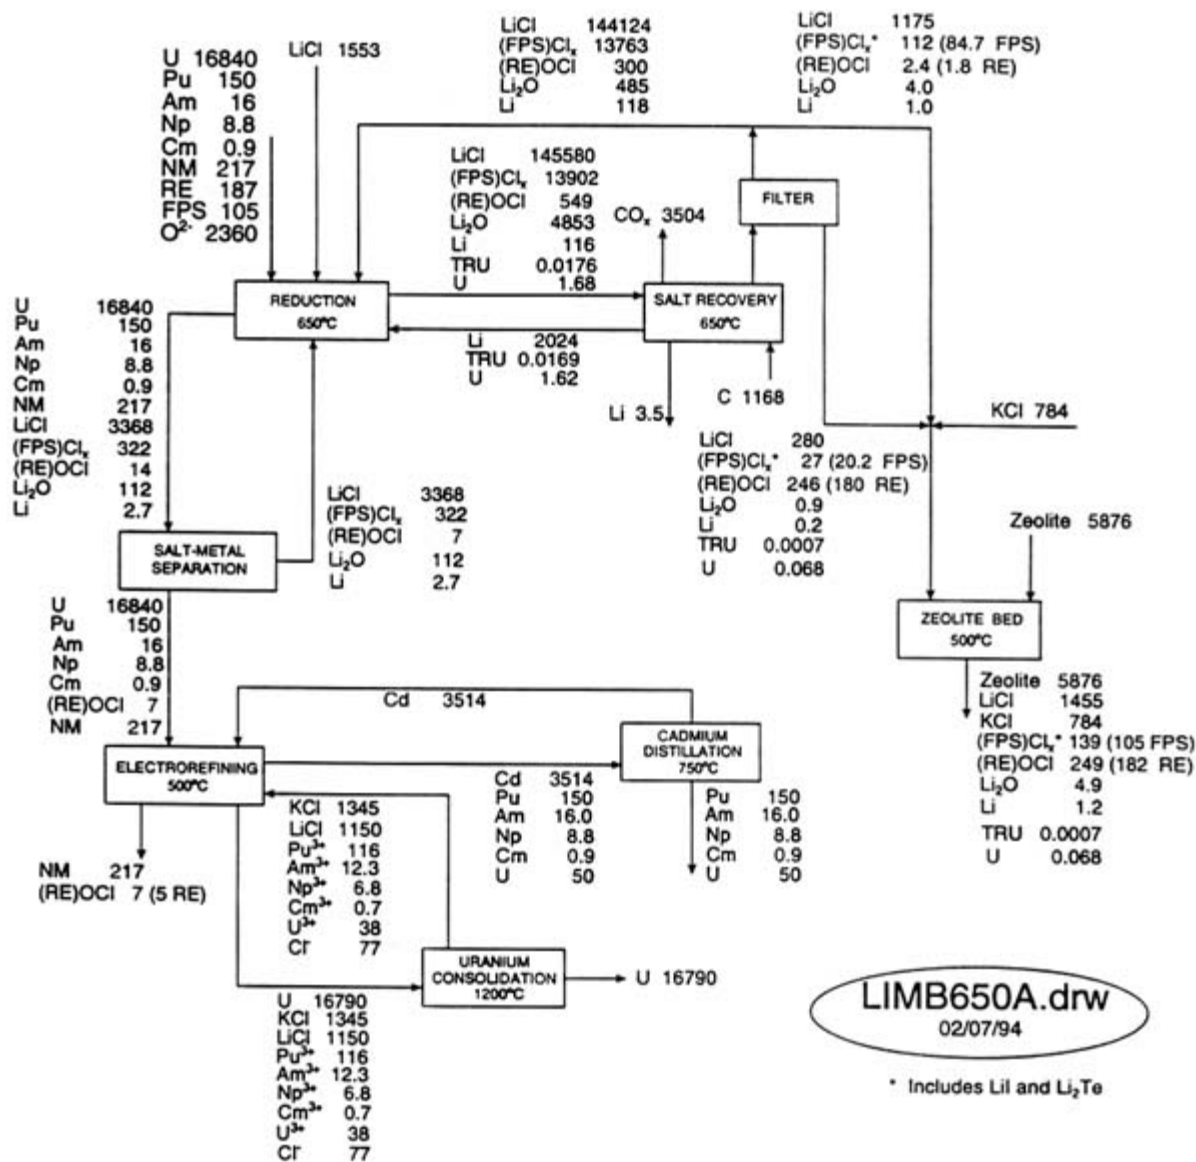 U 16840
Pu 150
Am 16
Np 8.8
Cm 0.9
NM 217
RE 187
FPS 105
O²⁻ 2360
LiCl 1553
LiCl 144124
(FPS)Clₓ 13763
(RE)OCl 300
Li₂O 485
Li 118
LiCl 1175
(FPS)Clₓ* 112 (84.7 FPS)
(RE)OCl 2.4 (1.8 RE)
Li₂O 4.0
Li 1.0
LiCl 145580
(FPS)Clₓ 13902
(RE)OCl 549
Li₂O 4853
Li 116
TRU 0.0176
U 1.68
COₓ 3504
FILTER
REDUCTION
650°C
SALT RECOVERY
650°C
Li 2024
TRU 0.0169
U 1.62
Li 3.5
C 1168
KCl 784
U 16840
Pu 150
Am 16
Np 8.8
Cm 0.9
NM 217
LiCl 3368
(FPS)Clₓ 322
(RE)OCl 14
Li₂O 112
Li 2.7
LiCl 3368
(FPS)Clₓ 322
(RE)OCl 7
Li₂O 112
Li 2.7
LiCl 280
(FPS)Clₓ* 27 (20.2 FPS)
(RE)OCl 246 (180 RE)
Li₂O 0.9
Li 0.2
TRU 0.0007
U 0.068
Zeolite 5876
SALT-METAL
SEPARATION
ZEOLITE BED
500°C
U 16840
Pu 150
Am 16
Np 8.8
Cm 0.9
(RE)OCl 7
NM 217
Cd 3514
Zeolite 5876
LiCl 1455
KCl 784
(FPS)Clₓ* 139 (105 FPS)
(RE)OCl 249 (182 RE)
Li₂O 4.9
Li 1.2
TRU 0.0007
U 0.068
CADMIUM
DISTILLATION
750°C
ELECTROREFINING
500°C
Cd 3514
Pu 150
Am 16.0
Np 8.8
Cm 0.9
U 50
Pu 150
Am 16.0
Np 8.8
Cm 0.9
U 50
KCl 1345
LiCl 1150
Pu³⁺ 116
Am³⁺ 12.3
Np³⁺ 6.8
Cm³⁺ 0.7
U³⁺ 38
Cl⁻ 77
NM 217
(RE)OCl 7 (5 RE)
URANIUM
CONSOLIDATION
1200°C
U 16790
U 16790
KCl 1345
LiCl 1150
Pu³⁺ 116
Am³⁺ 12.3
Np³⁺ 6.8
Cm³⁺ 0.7
U³⁺ 38
Cl⁻ 77
LIMB650A.drw
02/07/94
* Includes LiI and Li₂Te